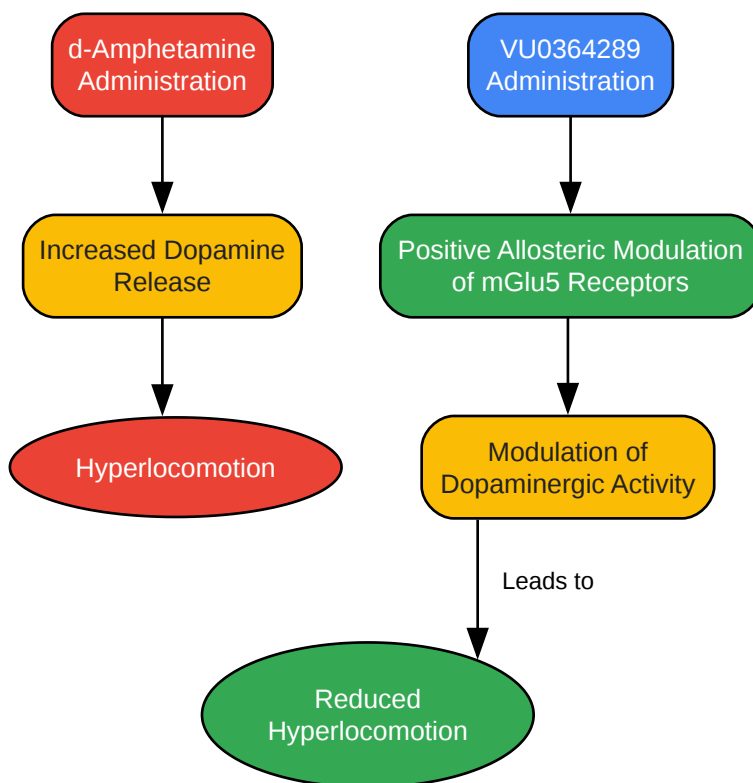 d-Amphetamine
Administration
VU0364289
Administration
Increased Dopamine
Release
Positive Allosteric Modulation
of mGlu5 Receptors
Hyperlocomotion
Modulation of
Dopaminergic Activity
Leads to
Reduced
Hyperlocomotion